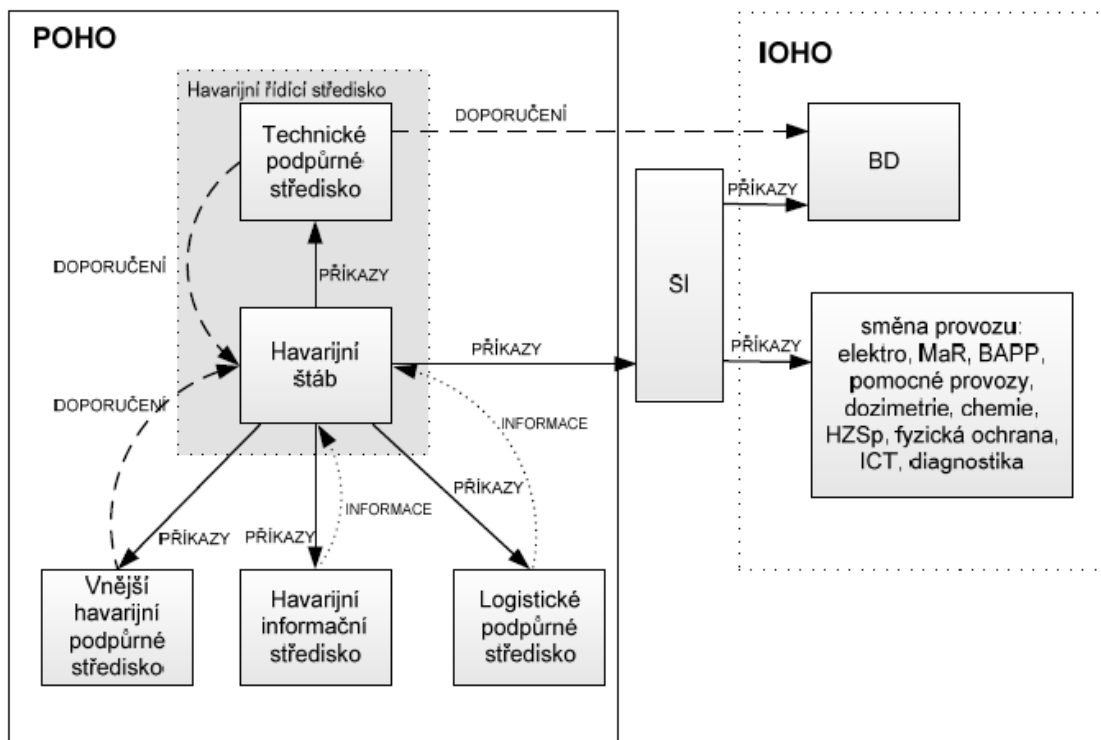 POHO
IOHO
Havarijní řídící středisko
Technické
podpůrné
středisko
DOPORUČENÍ
BD
PŘÍKAZY
DOPORUČENÍ
PŘÍKAZY
SI
Havarijní
štáb
PŘÍKAZY
PŘÍKAZY
směna provozu:
elektro, MaR, BAPP,
pomocné provozy,
dozimetrie, chemie,
HZSp, fyzická ochrana,
ICT, diagnostika
DOPORUČENÍ
INFORMACE
PŘÍKAZY
INFORMACE
PŘÍKAZY
PŘÍKAZY
Vnější
havarijní
podpůrné
středisko
Havarijní
informační
středisko
Logistické
podpůrné
středisko